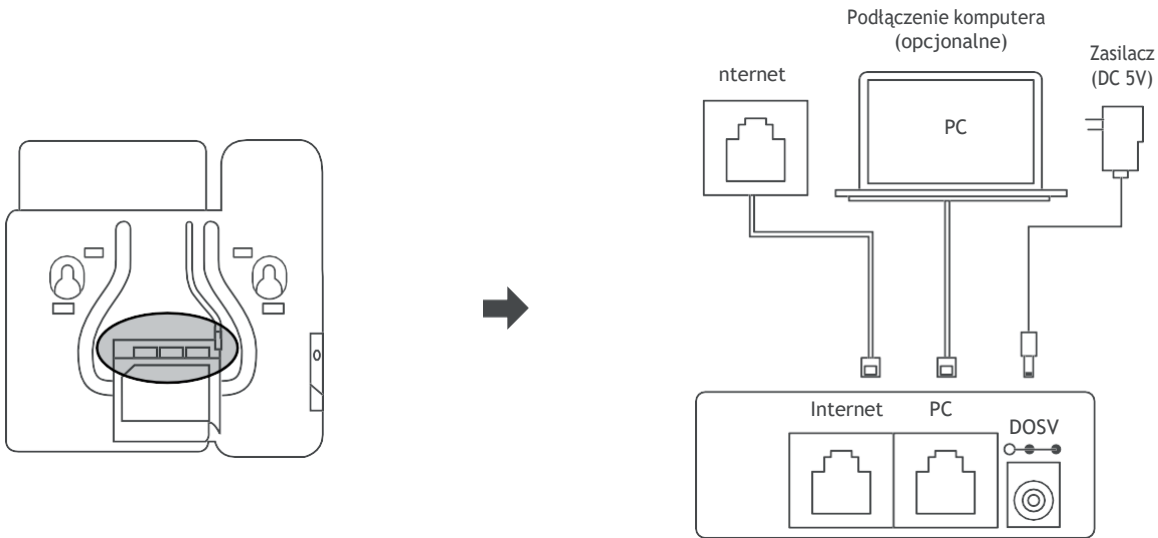 Podłączenie komputera
(opcjonalne)
Zasilacz
(DC 5V)
nternet
PC
Internet
PC
DOSV